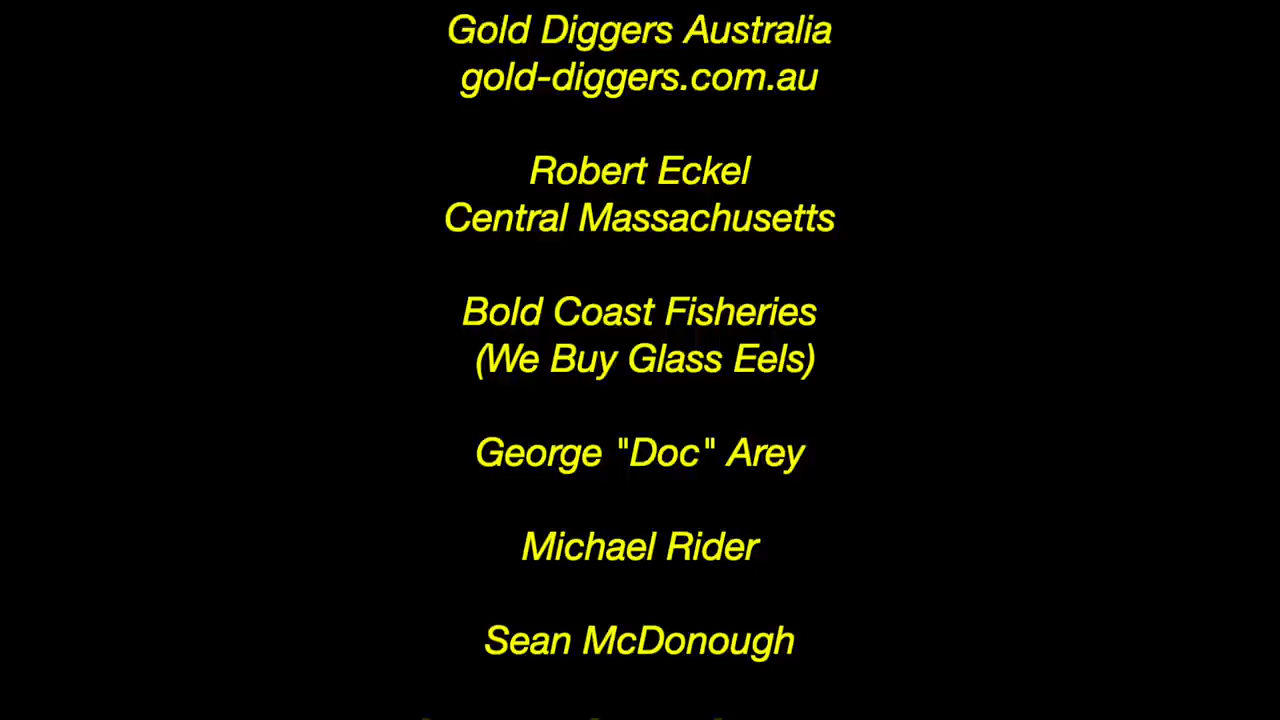 Gold Diggers Australia
gold-diggers.com.au
Robert Eckel
Central Massachusetts
Bold Coast Fisheries
(We Buy Glass Eels)
George "Doc" Arey
Michael Rider
Sean McDonough